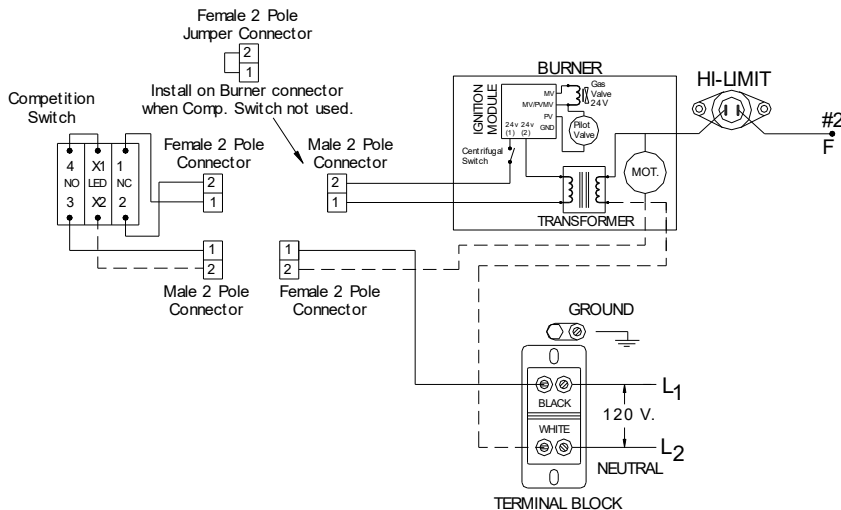 Female 2 Pole
Jumper Connector
2
1
Install on Burner connector
when Comp. Switch not used.
Competition
Switch
4
X1
1
NO
LED
NC
3
X2
2
Female 2 Pole
Connector
2
1
Male 2 Pole
Connector
2
1
1
2
Male 2 Pole
Connector
1
2
Female 2 Pole
Connector
BURNER
IGNITION
MODULE
MV
MV/PVMV
PV
GND
24v 24v
(1) (2)
Gas
Valve
24V
Pilot
Valve
Centrifugal
Switch
TRANSFORMER
MOT.
HI-LIMIT
#2
F
GROUND
BLACK
WHITE
L1
120 V.
L2
NEUTRAL
TERMINAL BLOCK